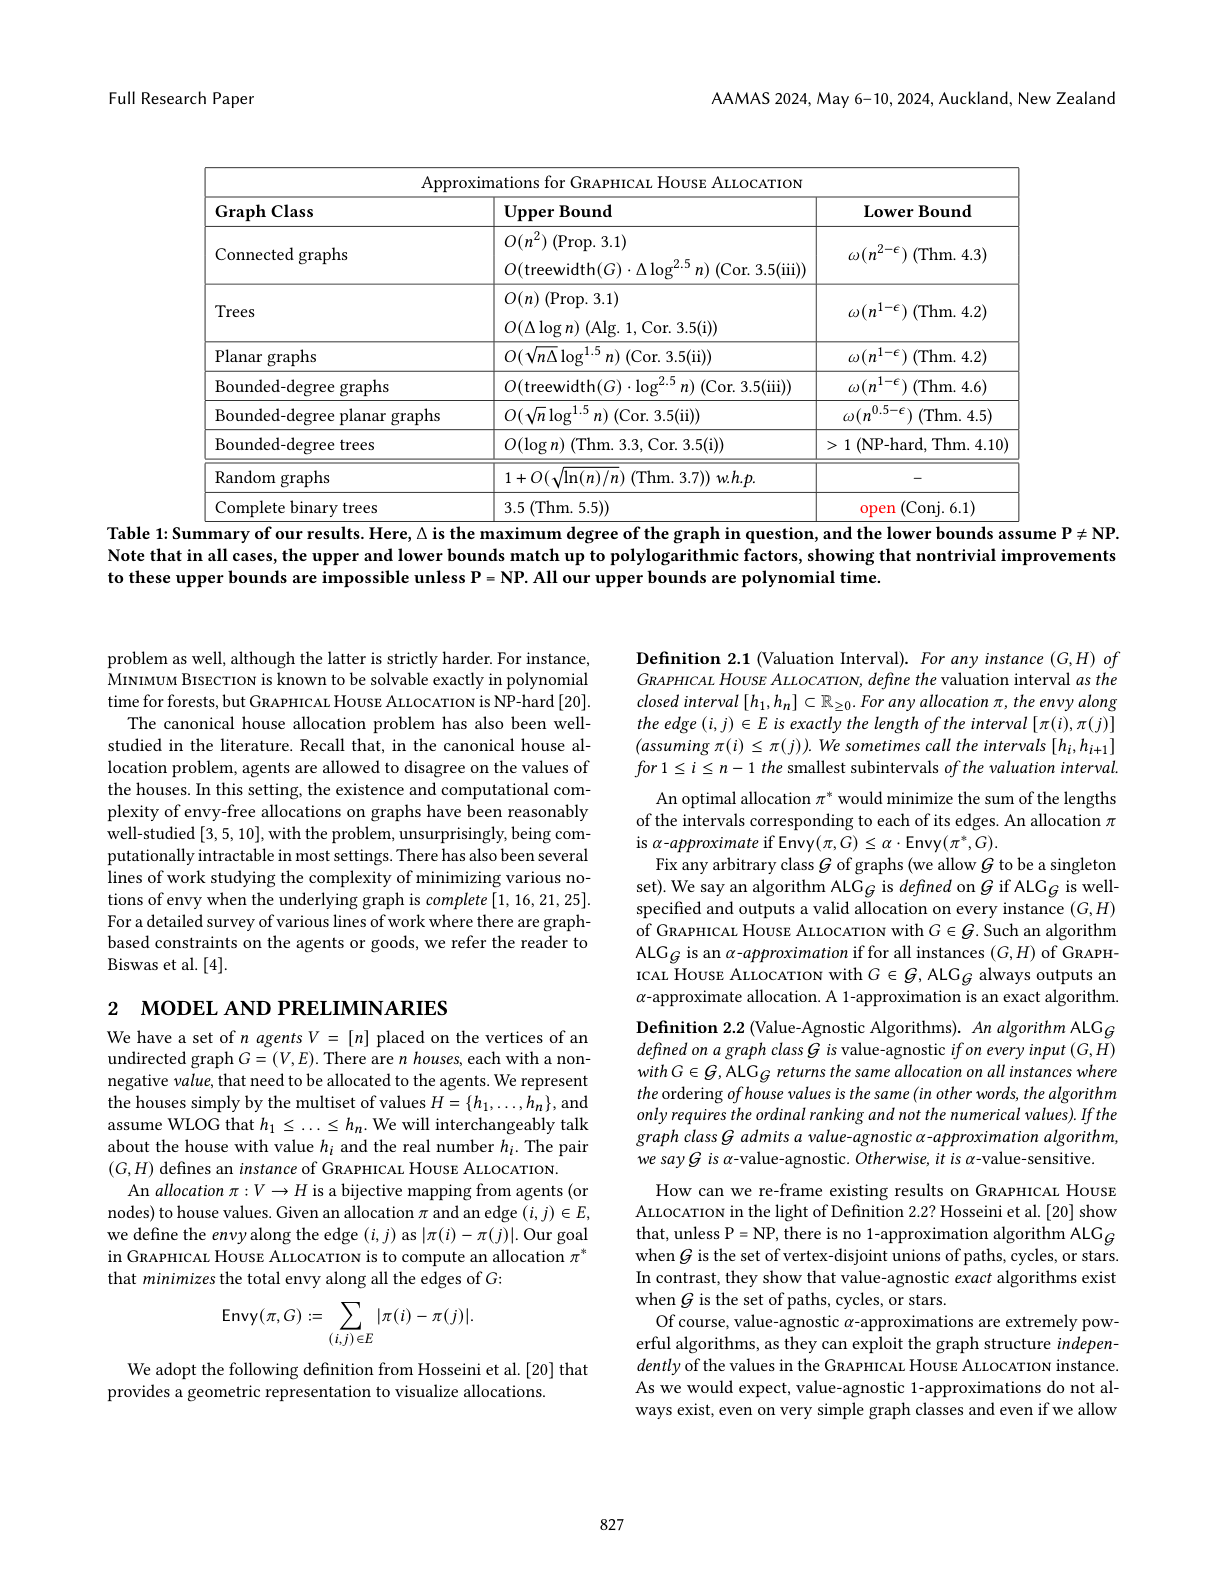 Full Research Paper
AAMAS 2024, May 6–10, 2024, Auckland, New Zealand
Approximations for Graphical House Allocation
Graph Class Upper Bound Lower Bound
Connected graphs
O(n²) (Prop. 3.1)
O(treewidth(G) · Δ log^2.5 n) (Cor. 3.5(iii))
ω(n^{2−ϵ}) (Thm. 4.3)
Trees
O(n) (Prop. 3.1)
O(Δ log n) (Alg. 1, Cor. 3.5(i))
ω(n^{1−ϵ}) (Thm. 4.2)
Planar graphs O(√(nΔ) log^1.5 n) (Cor. 3.5(ii)) ω(n^{1−ϵ}) (Thm. 4.2)
Bounded-degree graphs O(treewidth(G) · log^2.5 n) (Cor. 3.5(iii)) ω(n^{1−ϵ}) (Thm. 4.6)
Bounded-degree planar graphs O(√n log^1.5 n) (Cor. 3.5(ii)) ω(n^{0.5−ϵ}) (Thm. 4.5)
Bounded-degree trees O(log n) (Thm. 3.3, Cor. 3.5(i)) > 1 (NP-hard, Thm. 4.10)
Random graphs 1 + O(√(ln(n)/n) (Thm. 3.7)) w.h.p. –
Complete binary trees 3.5 (Thm. 5.5)) open (Conj. 6.1)
Table 1: Summary of our results. Here, Δ is the maximum degree of the graph in question, and the lower bounds assume P ≠ NP.
Note that in all cases, the upper and lower bounds match up to polylogarithmic factors, showing that nontrivial improvements
to these upper bounds are impossible unless P = NP. All our upper bounds are polynomial time.
problem as well, although the latter is strictly harder. For instance,
Minimum Bisection is known to be solvable exactly in polynomial
time for forests, but Graphical House Allocation is NP-hard [20].
The canonical house allocation problem has also been well-
studied in the literature. Recall that, in the canonical house al-
location problem, agents are allowed to disagree on the values of
the houses. In this setting, the existence and computational com-
plexity of envy-free allocations on graphs have been reasonably
well-studied [3, 5, 10], with the problem, unsurprisingly, being com-
putationally intractable in most settings. There has also been several
lines of work studying the complexity of minimizing various no-
tions of envy when the underlying graph is complete [1, 16, 21, 25].
For a detailed survey of various lines of work where there are graph-
based constraints on the agents or goods, we refer the reader to
Biswas et al. [4].
2 MODEL AND PRELIMINARIES
We have a set of n agents V = [n] placed on the vertices of an
undirected graph G = (V, E). There are n houses, each with a non-
negative value, that need to be allocated to the agents. We represent
the houses simply by the multiset of values H = {h₁, . . . , hₙ}, and
assume WLOG that h₁ ≤ . . . ≤ hₙ. We will interchangeably talk
about the house with value hᵢ and the real number hᵢ. The pair
(G, H) defines an instance of Graphical House Allocation.
An allocation π : V → H is a bijective mapping from agents (or
nodes) to house values. Given an allocation π and an edge (i, j) ∈ E,
we define the envy along the edge (i, j) as |π(i) − π(j)|. Our goal
in Graphical House Allocation is to compute an allocation π*
that minimizes the total envy along all the edges of G:
Envy(π, G) := ∑_{(i,j)∈E} |π(i) − π(j)|.
We adopt the following definition from Hosseini et al. [20] that
provides a geometric representation to visualize allocations.
Definition 2.1 (Valuation Interval). For any instance (G, H) of
Graphical House Allocation, define the valuation interval as the
closed interval [h₁, hₙ] ⊂ ℝ≥0. For any allocation π, the envy along
the edge (i, j) ∈ E is exactly the length of the interval [π(i), π(j)]
(assuming π(i) ≤ π(j)). We sometimes call the intervals [hᵢ, hᵢ₊₁]
for 1 ≤ i ≤ n − 1 the smallest subintervals of the valuation interval.
An optimal allocation π* would minimize the sum of the lengths
of the intervals corresponding to each of its edges. An allocation π
is α-approximate if Envy(π, G) ≤ α · Envy(π*, G).
Fix any arbitrary class 𝒢 of graphs (we allow 𝒢 to be a singleton
set). We say an algorithm ALG_𝒢 is defined on 𝒢 if ALG_𝒢 is well-
specified and outputs a valid allocation on every instance (G, H)
of Graphical House Allocation with G ∈ 𝒢. Such an algorithm
ALG_𝒢 is an α-approximation if for all instances (G, H) of Graph-
ical House Allocation with G ∈ 𝒢, ALG_𝒢 always outputs an
α-approximate allocation. A 1-approximation is an exact algorithm.
Definition 2.2 (Value-Agnostic Algorithms). An algorithm ALG_𝒢
defined on a graph class 𝒢 is value-agnostic if on every input (G, H)
with G ∈ 𝒢, ALG_𝒢 returns the same allocation on all instances where
the ordering of house values is the same (in other words, the algorithm
only requires the ordinal ranking and not the numerical values). If the
graph class 𝒢 admits a value-agnostic α-approximation algorithm,
we say 𝒢 is α-value-agnostic. Otherwise, it is α-value-sensitive.
How can we re-frame existing results on Graphical House
Allocation in the light of Definition 2.2? Hosseini et al. [20] show
that, unless P = NP, there is no 1-approximation algorithm ALG_𝒢
when 𝒢 is the set of vertex-disjoint unions of paths, cycles, or stars.
In contrast, they show that value-agnostic exact algorithms exist
when 𝒢 is the set of paths, cycles, or stars.
Of course, value-agnostic α-approximations are extremely pow-
erful algorithms, as they can exploit the graph structure indepen-
dently of the values in the Graphical House Allocation instance.
As we would expect, value-agnostic 1-approximations do not al-
ways exist, even on very simple graph classes and even if we allow
827